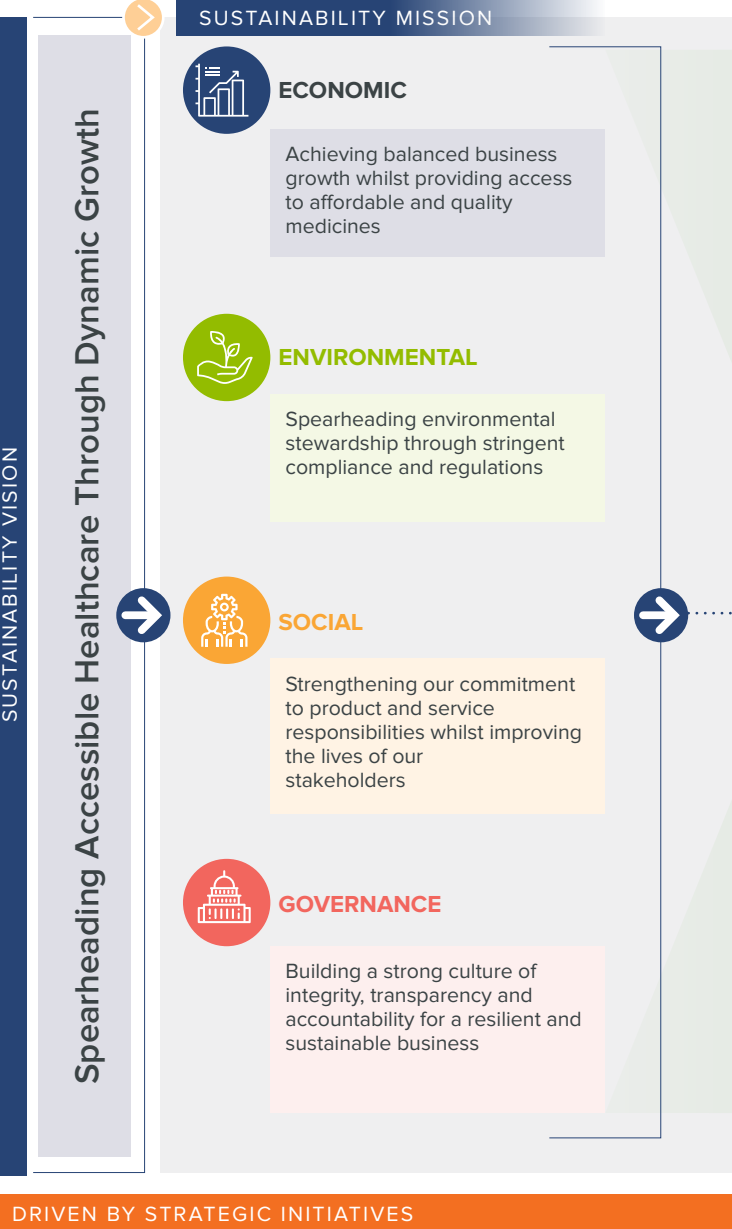 SUSTAINABILITY VISION
Spearheading Accessible Healthcare Through Dynamic Growth
SUSTAINABILITY MISSION
ECONOMIC
Achieving balanced business
growth whilst providing access
to affordable and quality
medicines
ENVIRONMENTAL
Spearheading environmental
stewardship through stringent
compliance and regulations
SOCIAL
Strengthening our commitment
to product and service
responsibilities whilst improving
the lives of our
stakeholders
GOVERNANCE
Building a strong culture of
integrity, transparency and
accountability for a resilient and
sustainable business
DRIVEN BY STRATEGIC INITIATIVES